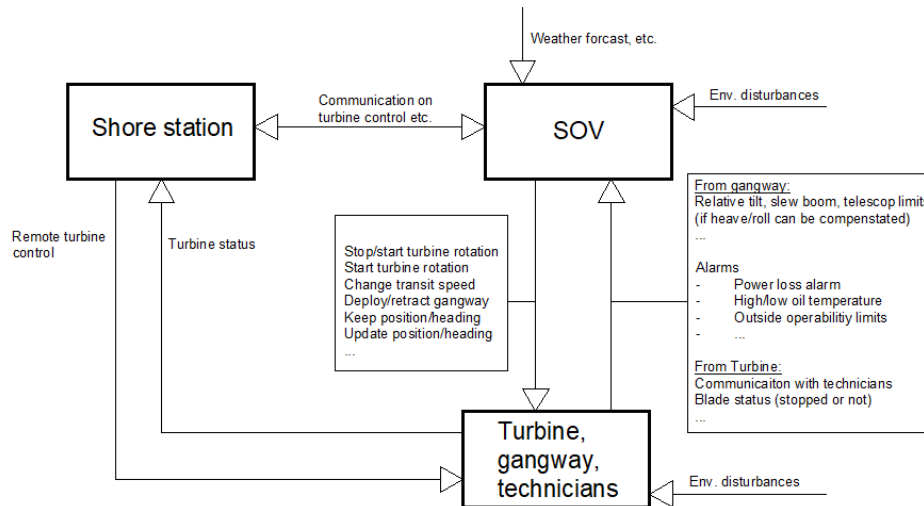 Weather forcast, etc.
Env. disturbances
Communication on
turbine control etc.
Shore station
SOV
From gangway:
Relative tilt, slew boom, telescop limits
(if heave/roll can be compenstated)
...
Remote turbine
control
Turbine status
Stop/start turbine rotation
Start turbine rotation
Change transit speed
Deploy/retract gangway
Keep position/heading
Update position/heading
...
Alarms
- Power loss alarm
- High/low oil temperature
- Outside operabilitiy limits
- ...
From Turbine:
Communicaiton with technicians
Blade status (stopped or not)
...
Turbine,
gangway,
technicians
Env. disturbances